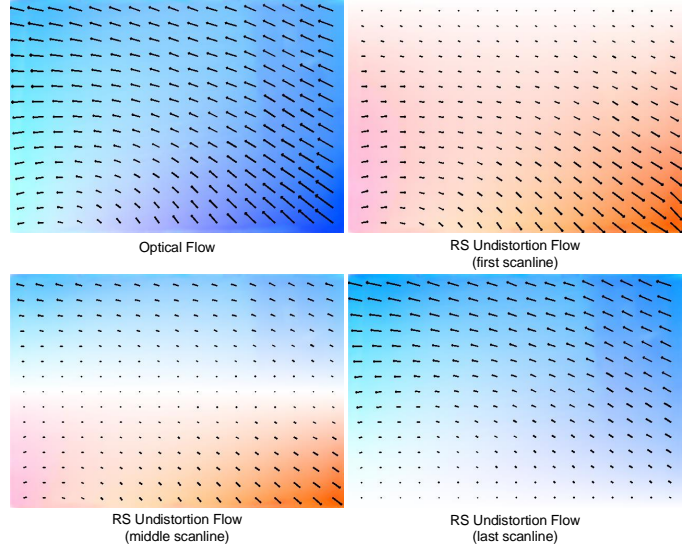 Optical Flow
RS Undistortion Flow
(first scanline)
RS Undistortion Flow
(middle scanline)
RS Undistortion Flow
(last scanline)